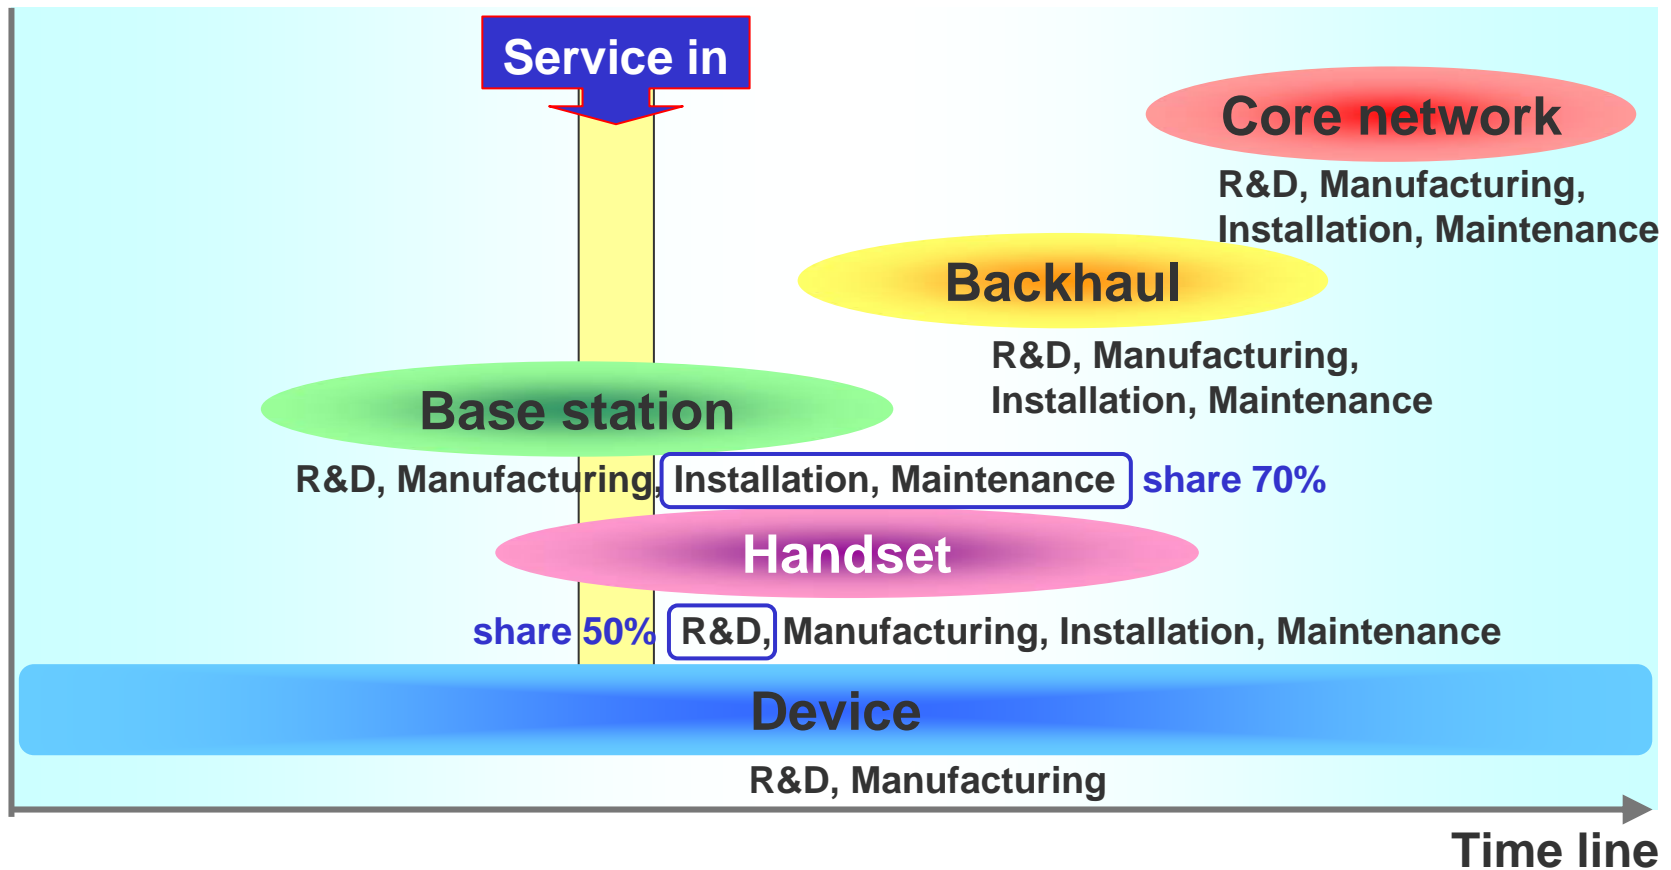 Service in
Core network
R&D, Manufacturing,
Installation, Maintenance
Backhaul
R&D, Manufacturing,
Installation, Maintenance
Base station
R&D, Manufacturing, Installation, Maintenance share 70%
Handset
share 50% R&D, Manufacturing, Installation, Maintenance
Device
R&D, Manufacturing
Time line